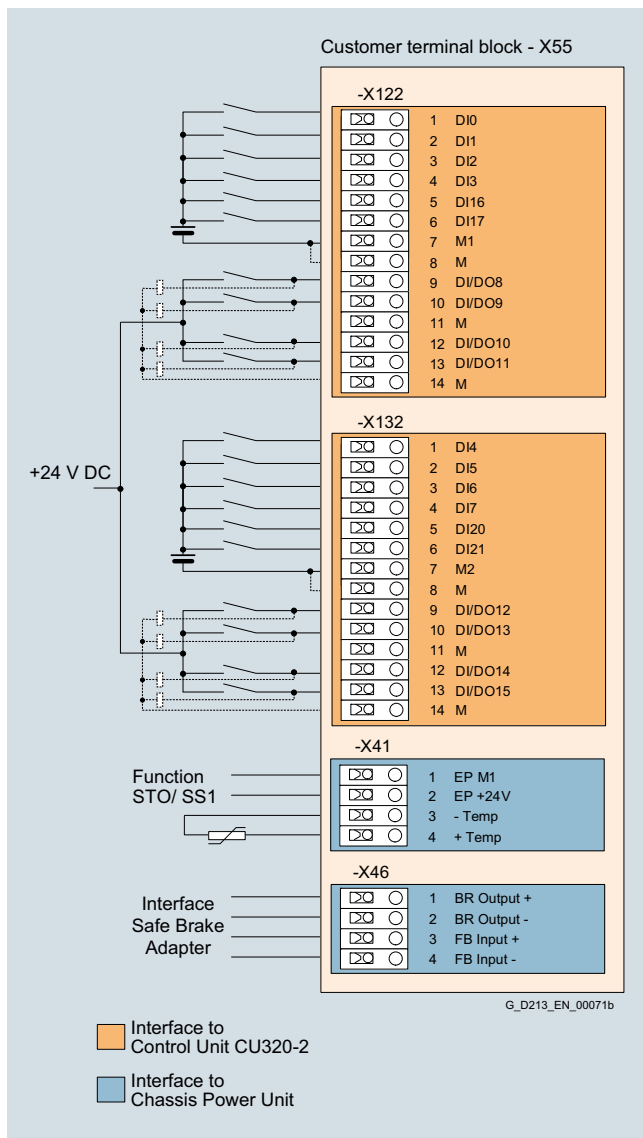 Customer terminal block - X55
-X122
1 DI0
2 DI1
3 DI2
4 DI3
5 DI16
6 DI17
7 M1
8 M
9 DI/DO8
10 DI/DO9
11 M
12 DI/DO10
13 DI/DO11
14 M
+24 V DC
-X132
1 DI4
2 DI5
3 DI6
4 DI7
5 DI20
6 DI21
7 M2
8 M
9 DI/DO12
10 DI/DO13
11 M
12 DI/DO14
13 DI/DO15
14 M
-X41
Function
STO/ SS1
1 EP M1
2 EP +24V
3 - Temp
4 + Temp
-X46
Interface
Safe Brake
Adapter
1 BR Output +
2 BR Output -
3 FB Input +
4 FB Input -
G_D213_EN_00071b
Interface to
Control Unit CU320-2
Interface to
Chassis Power Unit